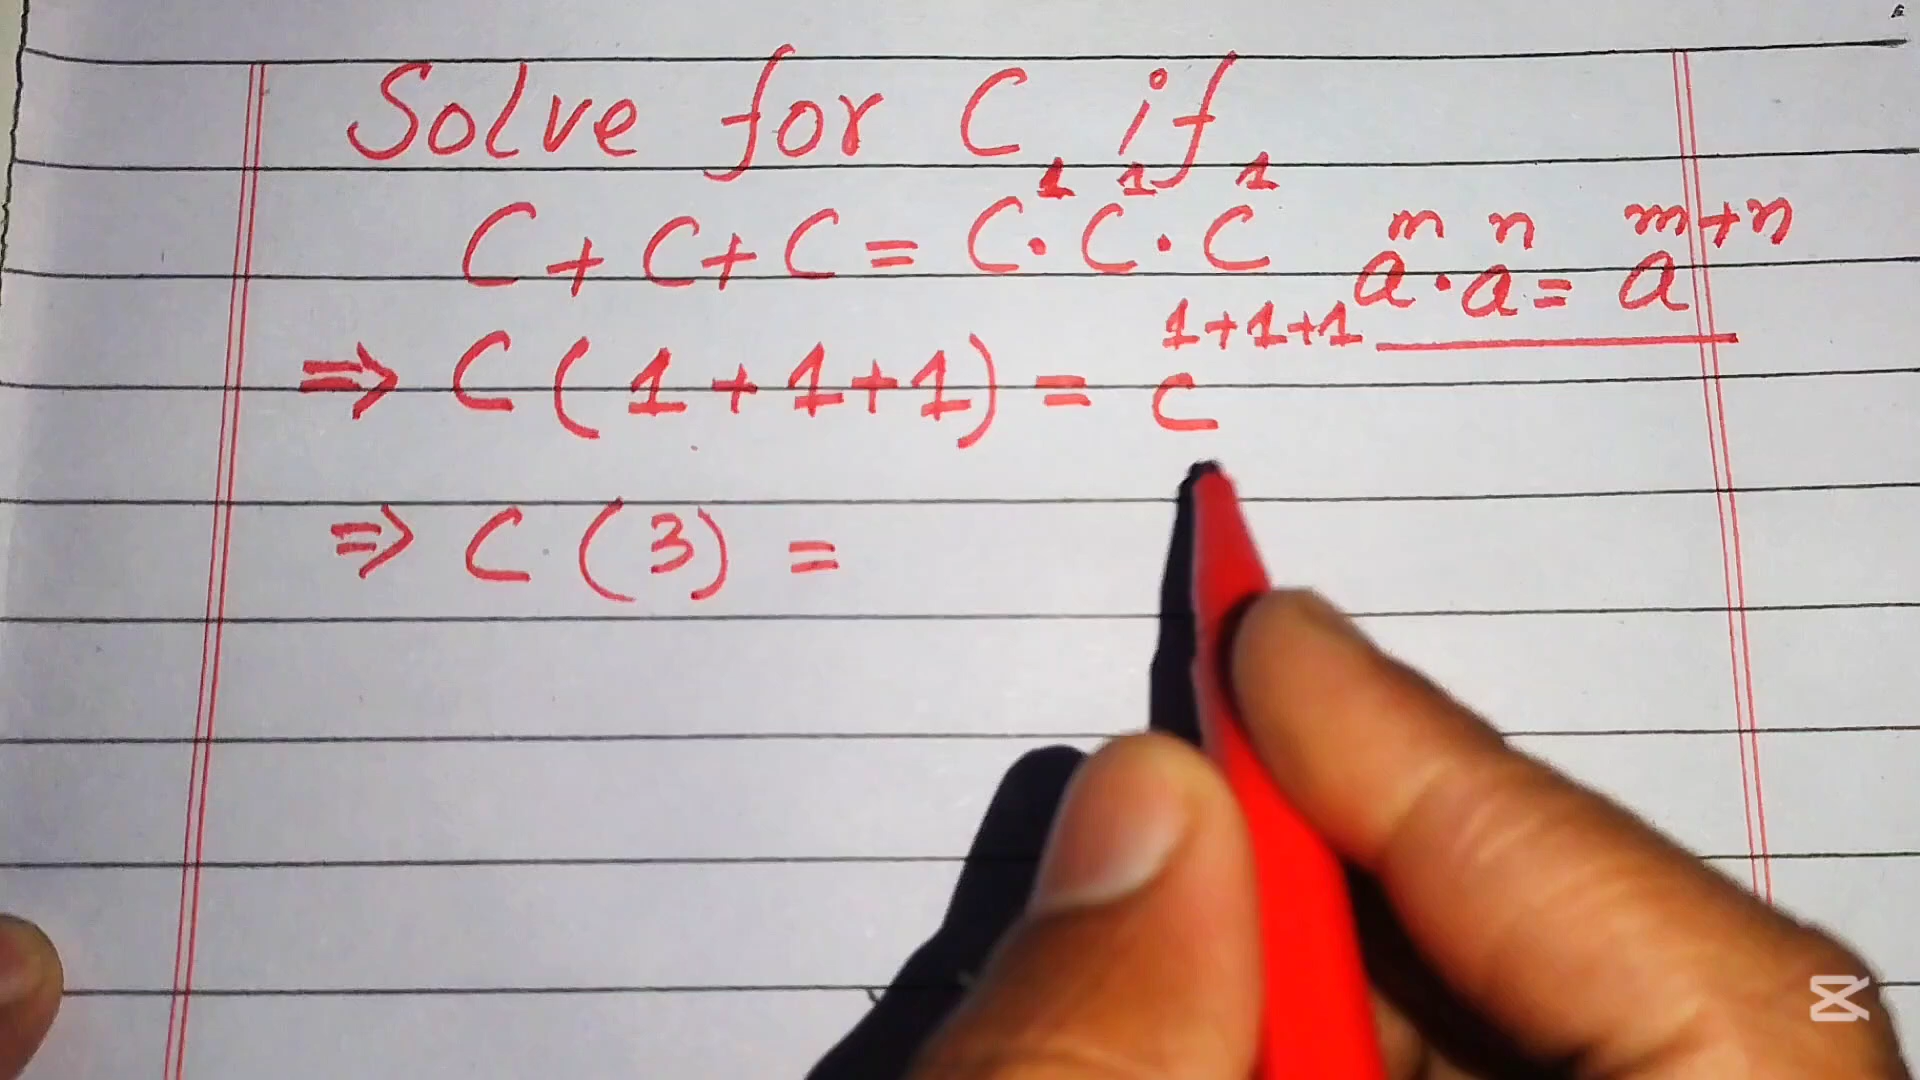 Solve for C, if
C + C + C = C¹ · C¹ · C¹
aᵐ · aⁿ = aᵐ⁺ⁿ
⇒ C ( 1 + 1 + 1 ) = C¹⁺¹⁺¹
⇒ C ( 3 ) =